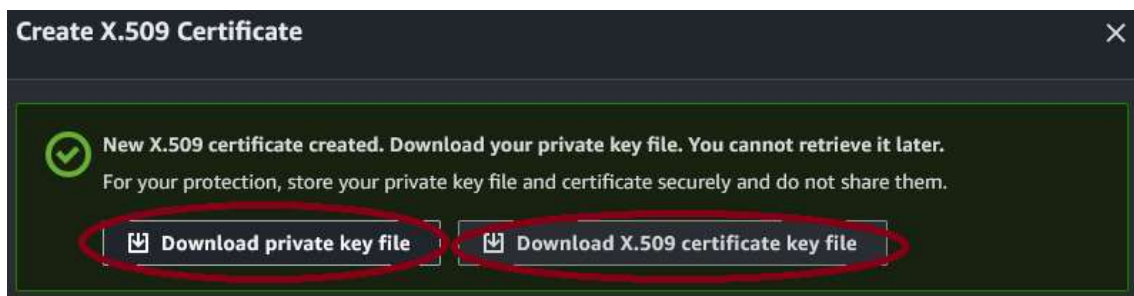 Create X.509 Certificate
New X.509 certificate created. Download your private key file. You cannot retrieve it later.
For your protection, store your private key file and certificate securely and do not share them.
Download private key file Download X.509 certificate key file